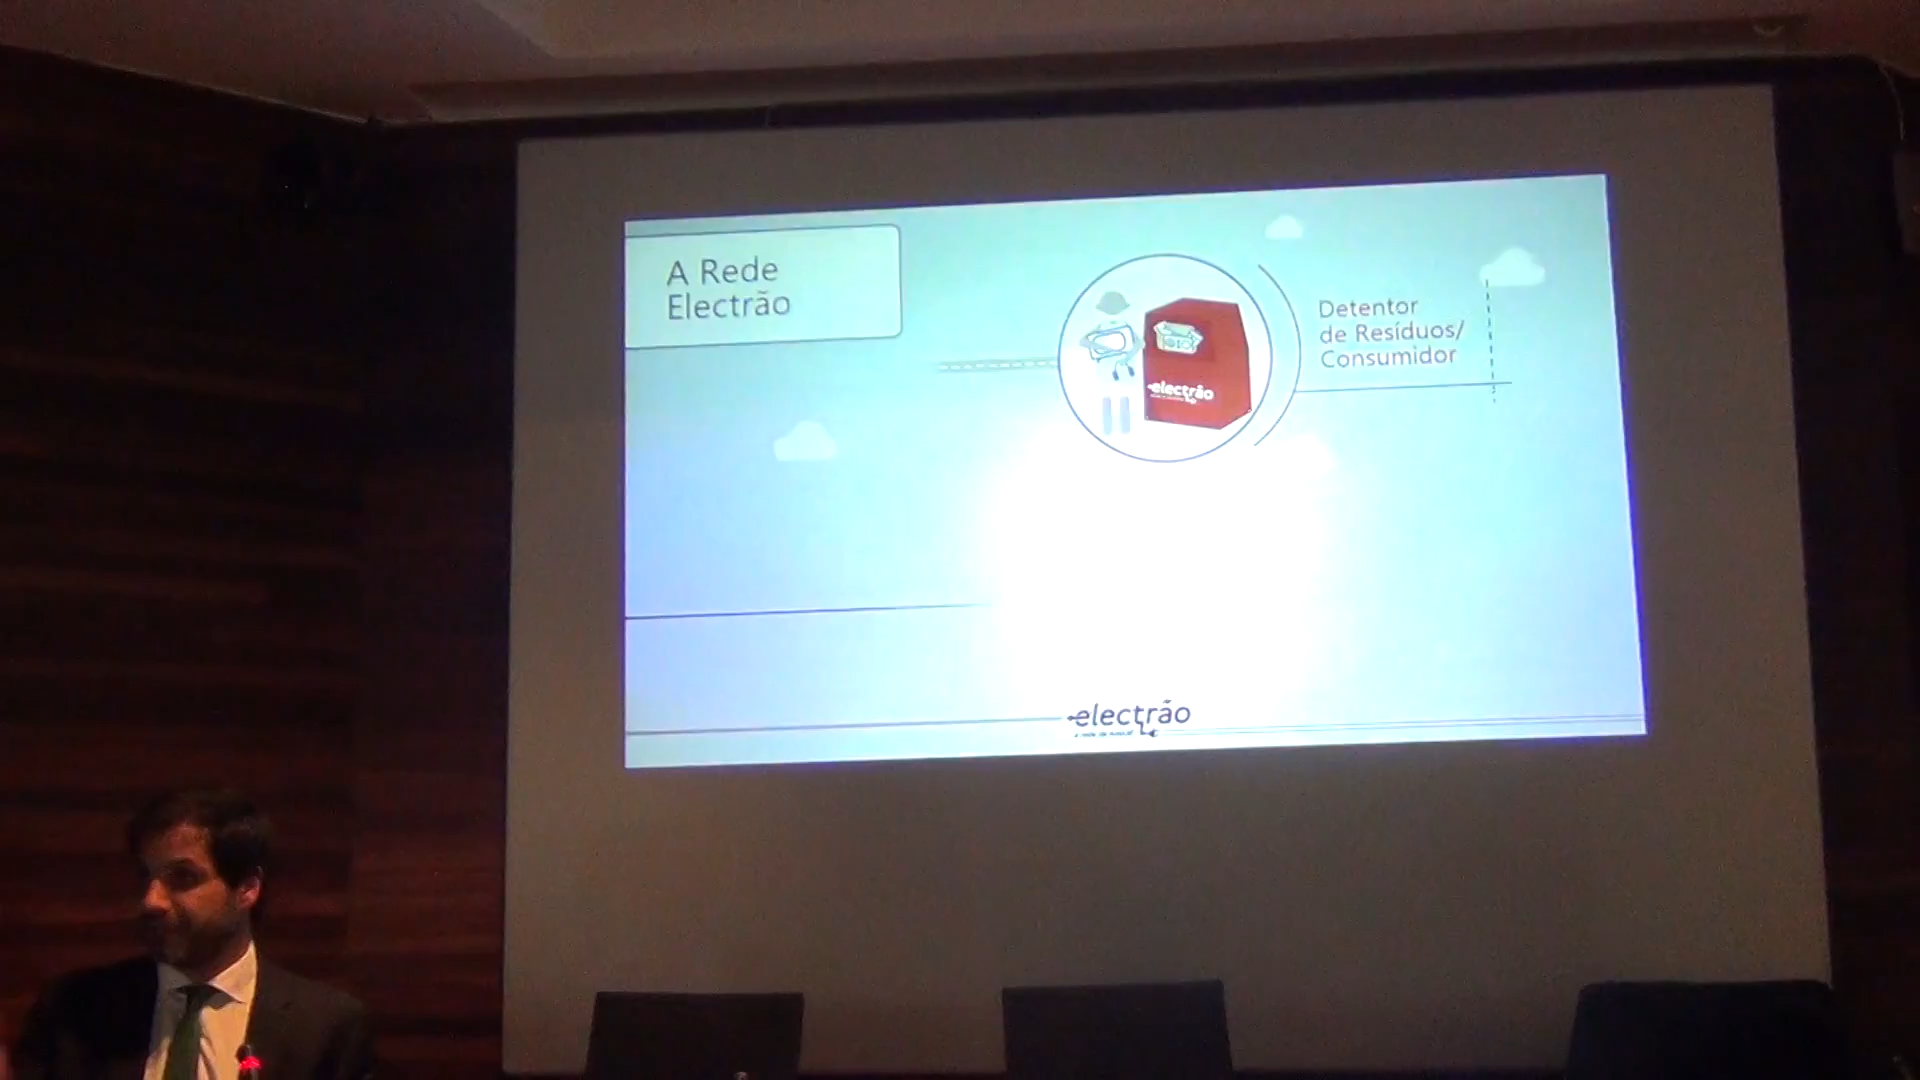 A Rede
Electrão
Detentor
de Resíduos/
Consumidor
electrão
electrão